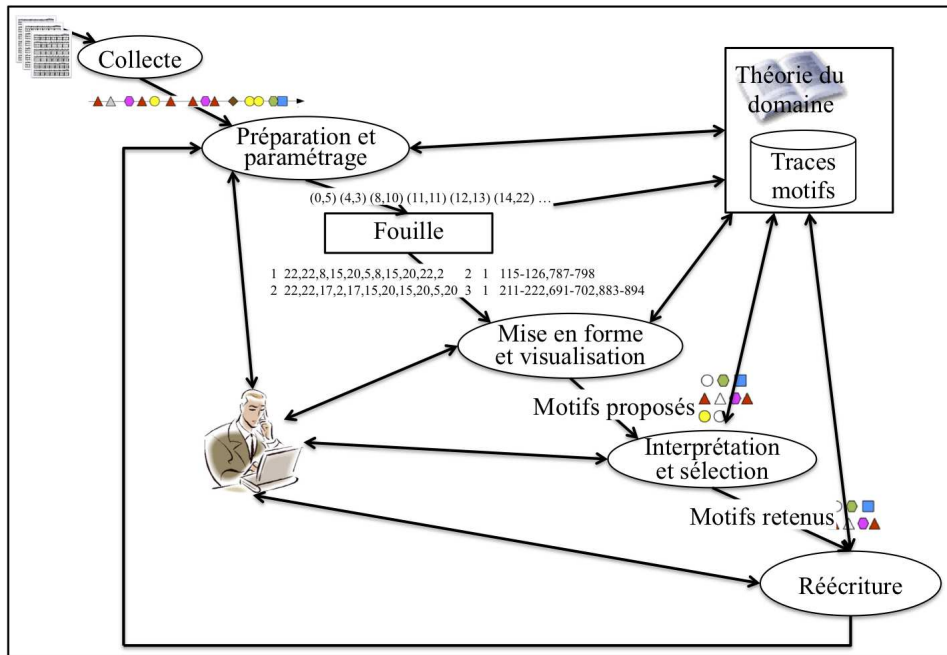 Collecte
Théorie du
domaine
Préparation et
paramétrage
Traces
motifs
(0,5) (4,3) (8,10) (11,11) (12,13) (14,22) ...
Fouille
1 22,22,8,15,20,5,8,15,20,22,2 2 1 115-126,787-798
2 22,22,17,2,17,15,20,15,20,5,20 3 1 211-222,691-702,883-894
Mise en forme
et visualisation
Motifs proposés
Interprétation
et sélection
Motifs retenus
Réécriture